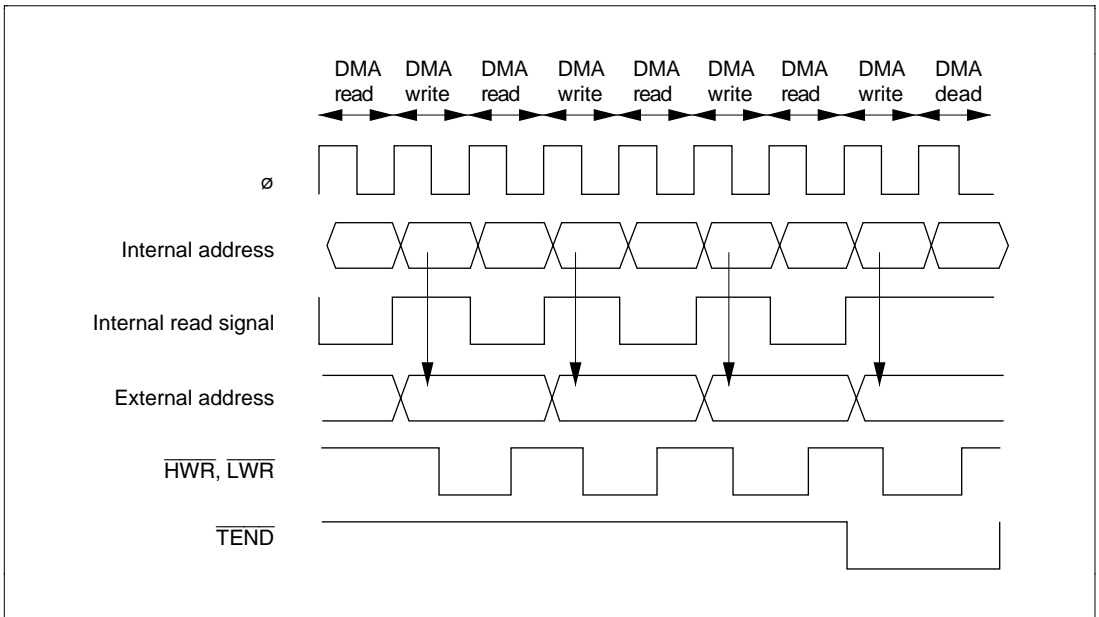 DMA DMA DMA DMA DMA DMA DMA DMA DMA
read write read write read write read write dead
ø
Internal address
Internal read signal
External address
HWR, LWR
TEND